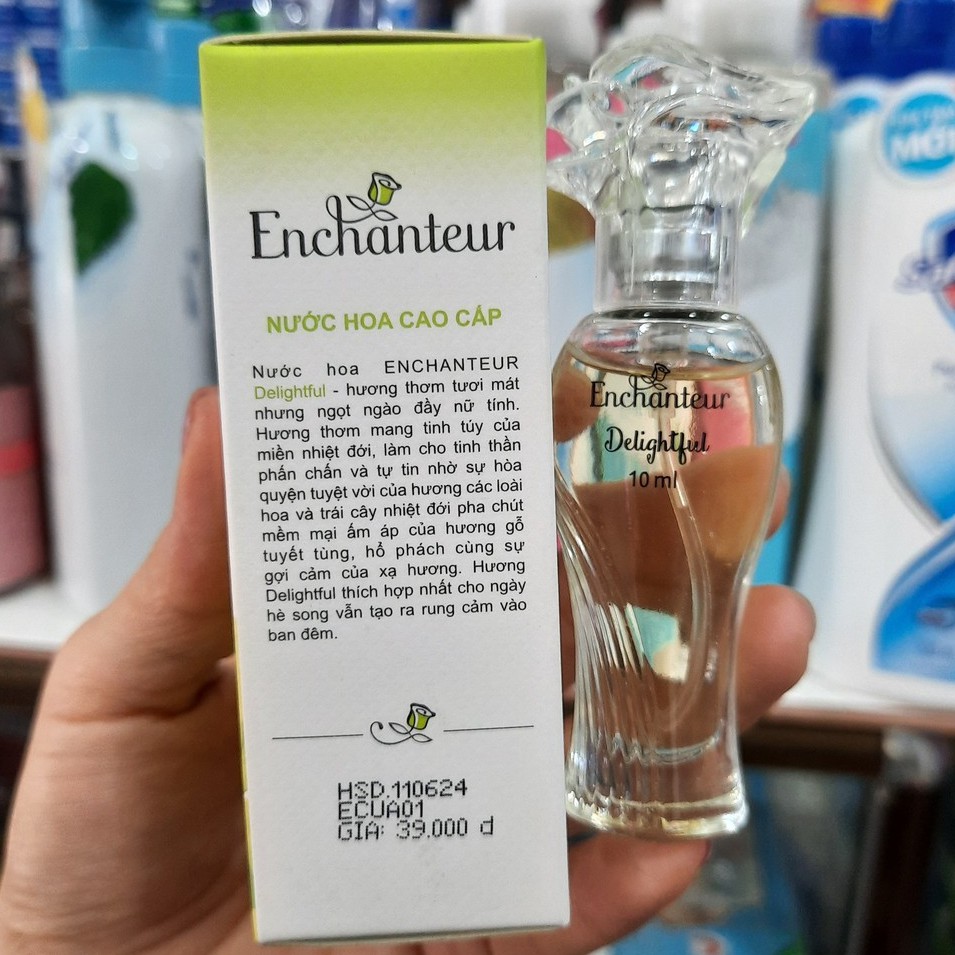 Enchanteur
NƯỚC HOA CAO CẤP
Nước hoa ENCHANTEUR
Delightful - hương thơm tươi mát
nhưng ngọt ngào đầy nữ tính.
Hương thơm mang tinh túy của
miền nhiệt đới, làm cho tinh thần
phấn chấn và tự tin nhờ sự hòa
quyện tuyệt vời của hương các loài
hoa và trái cây nhiệt đới pha chút
mềm mại ấm áp của hương gỗ
tuyết tùng, hổ phách cùng sự
gợi cảm của xạ hương. Hương
Delightful thích hợp nhất cho ngày
hè song vẫn tạo ra rung cảm vào
ban đêm.
HSD.110624
ECUA01
GIA: 39.000 đ
Enchanteur
Delightful
10 ml
MỚI